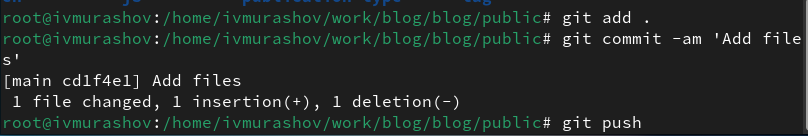 root@ivmurashov:/home/ivmurashov/work/blog/blog/public# git add .
root@ivmurashov:/home/ivmurashov/work/blog/blog/public# git commit -am 'Add file
s'
[main cd1f4e1] Add files
 1 file changed, 1 insertion(+), 1 deletion(-)
root@ivmurashov:/home/ivmurashov/work/blog/blog/public# git push